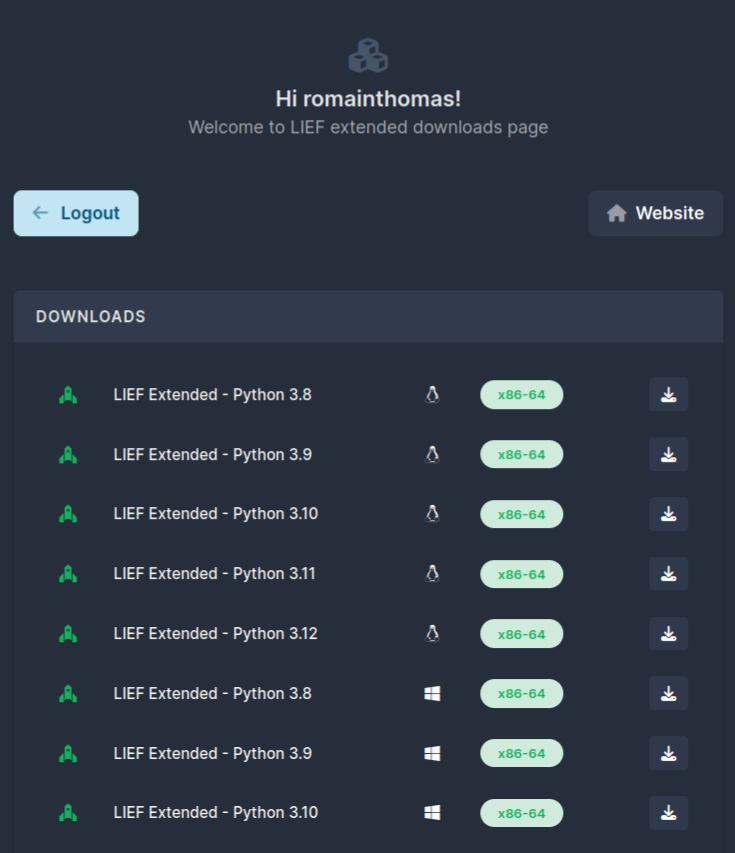 Hi romainthomas!
Welcome to LIEF extended downloads page
Logout
Website
DOWNLOADS
LIEF Extended - Python 3.8 x86-64
LIEF Extended - Python 3.9 x86-64
LIEF Extended - Python 3.10 x86-64
LIEF Extended - Python 3.11 x86-64
LIEF Extended - Python 3.12 x86-64
LIEF Extended - Python 3.8 x86-64
LIEF Extended - Python 3.9 x86-64
LIEF Extended - Python 3.10 x86-64